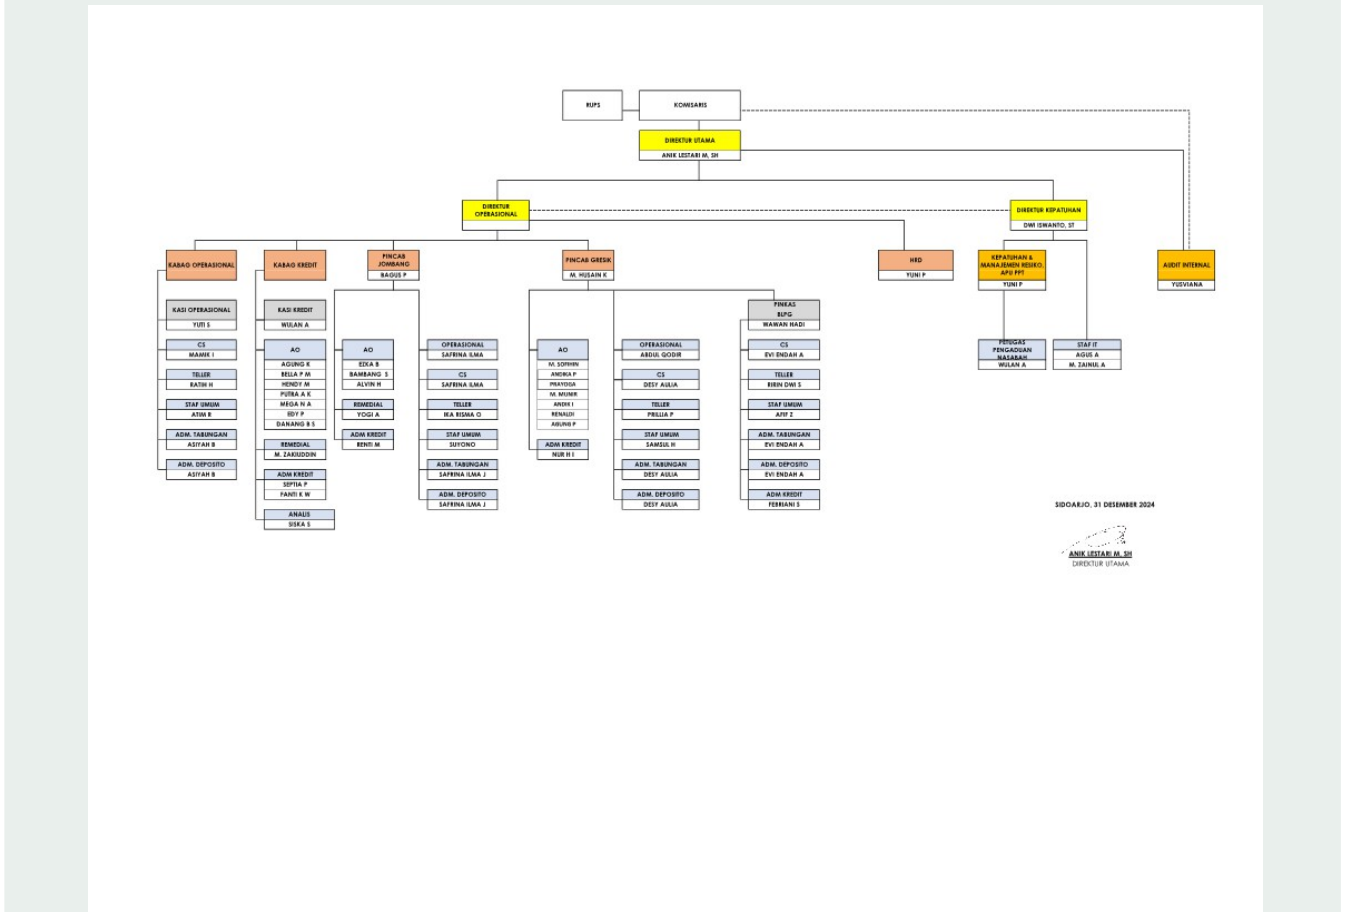 RUPS
KOMISARIS
DIREKTUR UTAMA
ANIK LESTARI M, SH
DIREKTUR
OPERASIONAL
DIREKTUR KEPATUHAN
DWI ISWANTO, ST
KABAG OPERASIONAL
KABAG KREDIT
PINCAB
JOMBANG
BAGUS P
PINCAB GRESIK
M. HUSAIN K
HRD
YUNI P
KEPATUHAN &
MANAJEMEN RESIKO,
APU PPT
YUNI P
AUDIT INTERNAL
YUSVIANA
KASI OPERASIONAL
YUTI S
CS
MAMIK I
TELLER
RATIH H
STAF UMUM
ATIM R
ADM. TABUNGAN
ASIYAH B
ADM. DEPOSITO
ASIYAH B
KASI KREDIT
WULAN A
AO
AGUNG K
BELLA P M
HENDY M
PUTRA A K
MEGA N A
EDY P
DANANG B S
REMEDIAL
M. ZAKIUDDIN
ADM KREDIT
SEPTIA P
FANTI K W
ANALIS
SISKA S
AO
EZKA B
BAMBANG S
ALVIN H
REMEDIAL
YOGI A
ADM KREDIT
RENTI M
OPERASIONAL
SAFRINA ILMA
CS
SAFRINA ILMA
TELLER
IKA RISMA O
STAF UMUM
SUYONO
ADM. TABUNGAN
SAFRINA ILMA J
ADM. DEPOSITO
SAFRINA ILMA J
AO
M. SOFIHIN
ANDIKA P
PRAYOGA
M. MUNIR
ANDIK I
RENALDI
AGUNG P
ADM KREDIT
NUR H I
OPERASIONAL
ABDUL QODIR
CS
DESY AULIA
TELLER
PRILLIA P
STAF UMUM
SAMSUL H
ADM. TABUNGAN
DESY AULIA
ADM. DEPOSITO
DESY AULIA
PINKAS
BLPG
WAWAN HADI
CS
EVI ENDAH A
TELLER
RIRIN DWI S
STAF UMUM
AFIF Z
ADM. TABUNGAN
EVI ENDAH A
ADM. DEPOSITO
EVI ENDAH A
ADM KREDIT
FEBRIANI S
PETUGAS
PENGADUAN
NASABAH
WULAN A
STAF IT
AGUS A
M. ZAINUL A
SIDOARJO, 31 DESEMBER 2024
ANIK LESTARI M, SH
DIREKTUR UTAMA